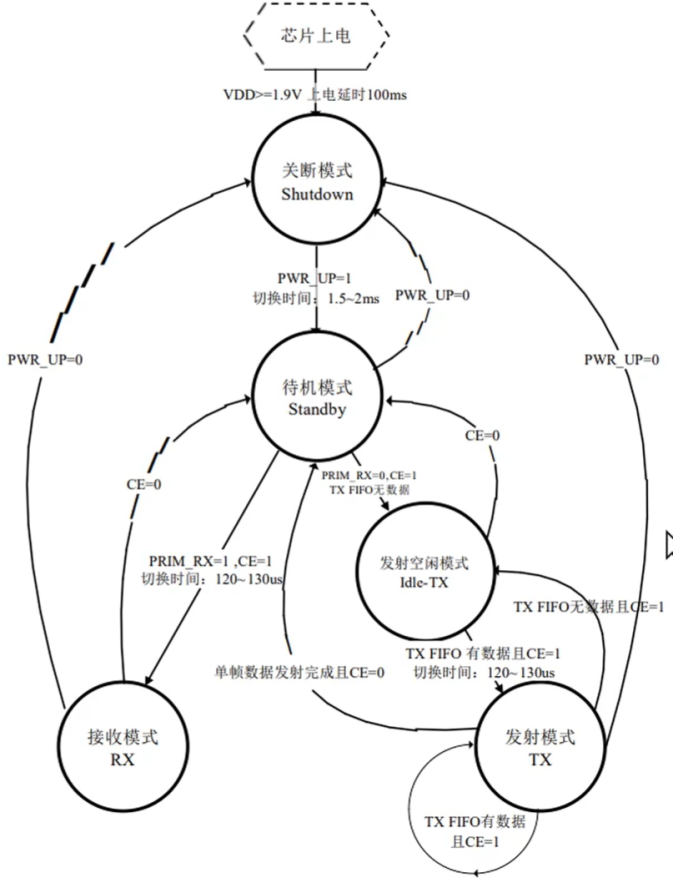 芯片上电
VDD>=1.9V 上电延时100ms
关断模式
Shutdown
PWR_UP=1
切换时间：1.5~2ms
PWR_UP=0
PWR_UP=0
PWR_UP=0
待机模式
Standby
CE=0
PRIM_RX=0,CE=1
TX FIFO无数据
CE=0
PRIM_RX=1 ,CE=1
切换时间：120~130us
发射空闲模式
Idle-TX
TX FIFO无数据且CE=1
TX FIFO 有数据且CE=1
切换时间：120~130us
单帧数据发射完成且CE=0
接收模式
RX
发射模式
TX
TX FIFO有数据
且CE=1